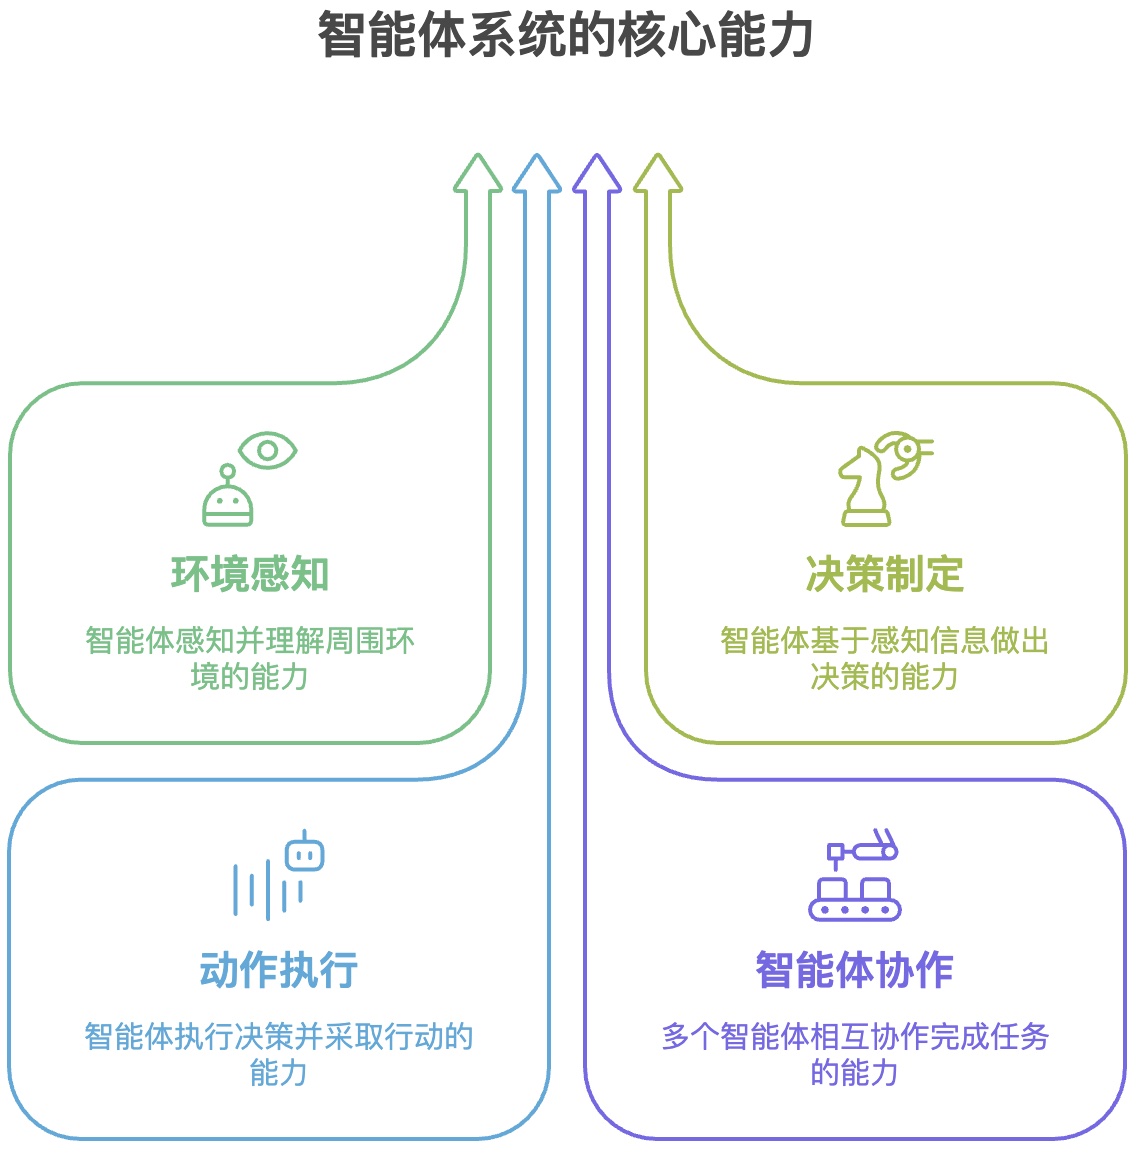 智能体系统的核心能力
环境感知
智能体感知并理解周围环
境的能力
决策制定
智能体基于感知信息做出
决策的能力
动作执行
智能体执行决策并采取行动的
能力
智能体协作
多个智能体相互协作完成任务
的能力